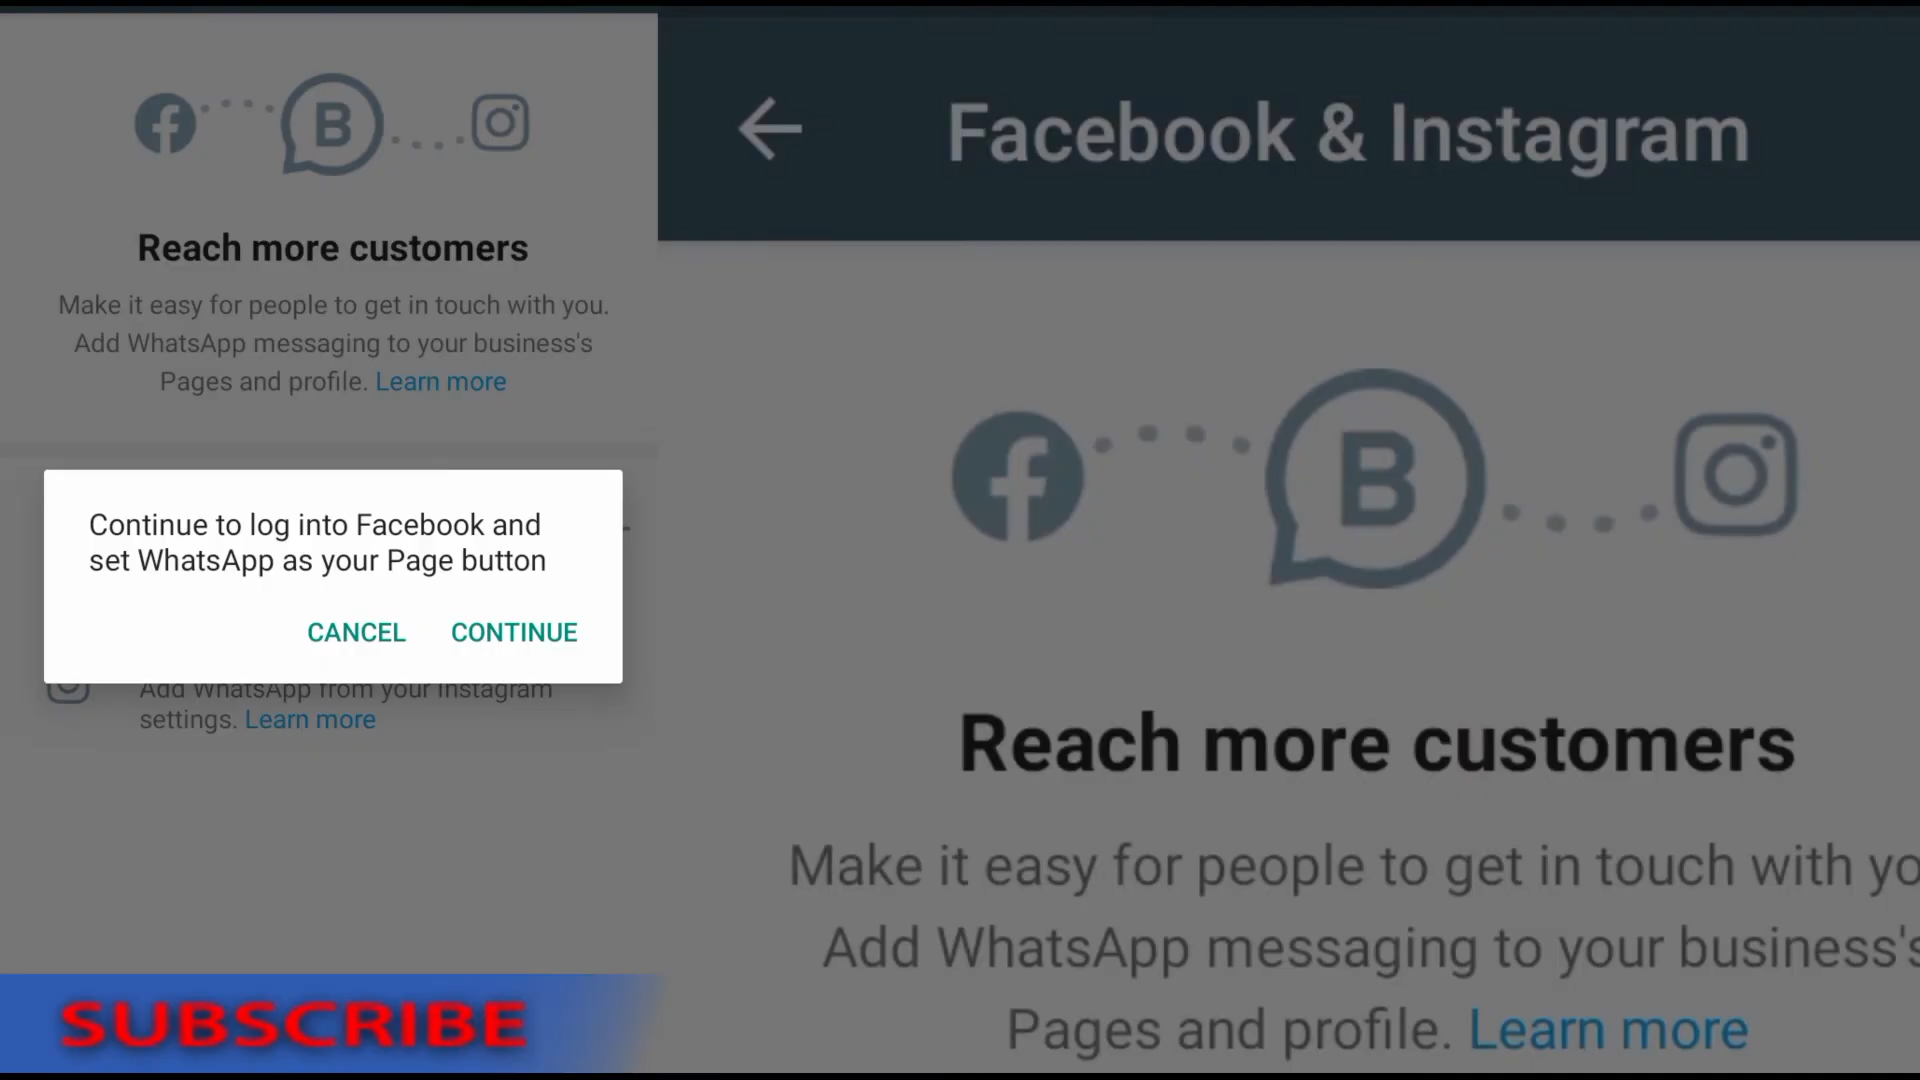 Reach more customers
Make it easy for people to get in touch with you.
Add WhatsApp messaging to your business's
Pages and profile. Learn more
Continue to log into Facebook and
set WhatsApp as your Page button
CANCEL CONTINUE
Add WhatsApp from your Instagram
settings. Learn more
SUBSCRIBE
Facebook & Instagram
B
Reach more customers
Make it easy for people to get in touch with yo
Add WhatsApp messaging to your business's
Pages and profile. Learn more